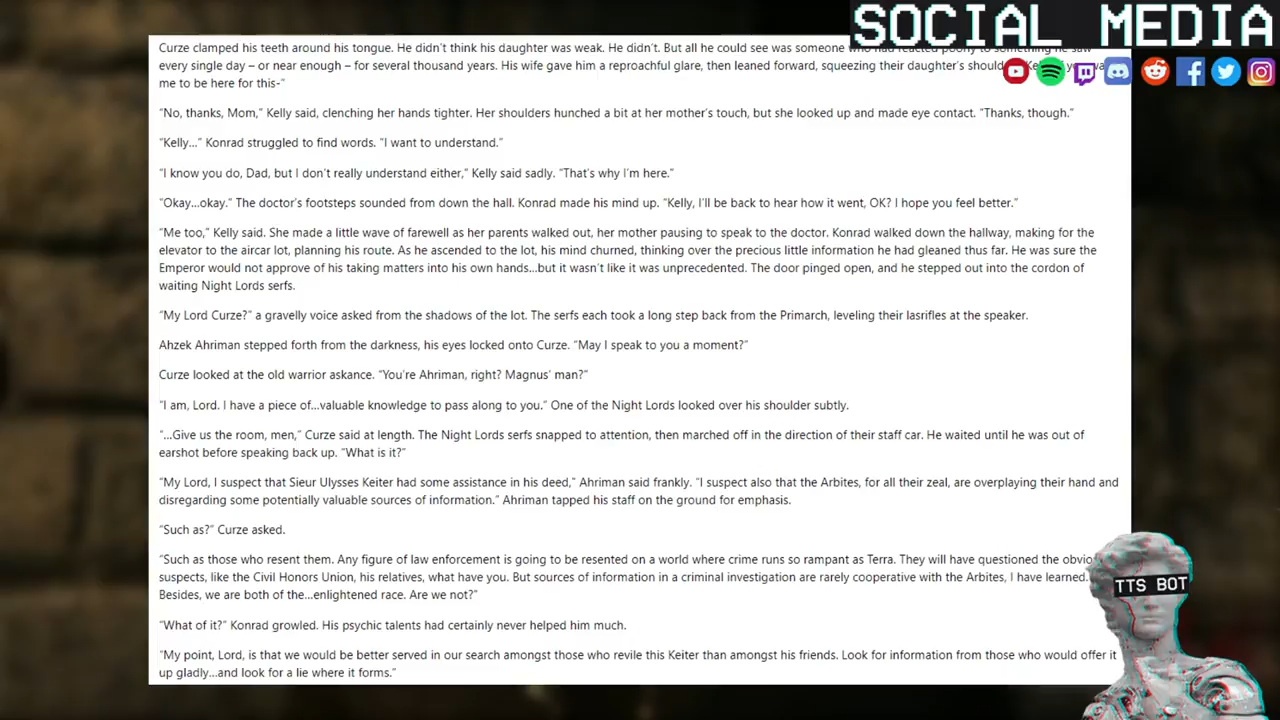 SOCIAL MEDIA
Curze clamped his teeth around his tongue. He didn't think his daughter was weak. He didn't. But all he could see was someone who had reacted poorly to something he saw
every single day – or near enough – for several thousand years. His wife gave him a reproachful glare, then leaned forward, squeezing their daughter's
me to be here for this-"
"No, thanks, Mom," Kelly said, clenching her hands tighter. Her shoulders hunched a bit at her mother's touch, but she looked up and made eye contact. "Thanks, though."
"Kelly…" Konrad struggled to find words. "I want to understand."
"I know you do, Dad, but I don't really understand either," Kelly said sadly. "That's why I'm here."
"Okay…okay." The doctor's footsteps sounded from down the hall. Konrad made his mind up. "Kelly, I'll be back to hear how it went, OK? I hope you feel better."
"Me too," Kelly said. She made a little wave of farewell as her parents walked out, her mother pausing to speak to the doctor. Konrad walked down the hallway, making for the
elevator to the aircar lot, planning his route. As he ascended to the lot, his mind churned, thinking over the precious little information he had gleaned thus far. He was sure the
Emperor would not approve of his taking matters into his own hands…but it wasn't like it was unprecedented. The door pinged open, and he stepped out into the cordon of
waiting Night Lords serfs.
"My Lord Curze?" a gravelly voice asked from the shadows of the lot. The serfs each took a long step back from the Primarch, leveling their lasrifles at the speaker.
Ahzek Ahriman stepped forth from the darkness, his eyes locked onto Curze. "May I speak to you a moment?"
Curze looked at the old warrior askance. "You're Ahriman, right? Magnus' man?"
"I am, Lord. I have a piece of…valuable knowledge to pass along to you." One of the Night Lords looked over his shoulder subtly.
"…Give us the room, men," Curze said at length. The Night Lords serfs snapped to attention, then marched off in the direction of their staff car. He waited until he was out of
earshot before speaking back up. "What is it?"
"My Lord, I suspect that Sieur Ulysses Keiter had some assistance in his deed," Ahriman said frankly. "I suspect also that the Arbites, for all their zeal, are overplaying their hand and
disregarding some potentially valuable sources of information." Ahriman tapped his staff on the ground for emphasis.
"Such as?" Curze asked.
"Such as those who resent them. Any figure of law enforcement is going to be resented on a world where crime runs so rampant as Terra. They will have questioned the obvio
suspects, like the Civil Honors Union, his relatives, what have you. But sources of information in a criminal investigation are rarely cooperative with the Arbites, I have learned.
Besides, we are both of the…enlightened race. Are we not?"
"What of it?" Konrad growled. His psychic talents had certainly never helped him much.
"My point, Lord, is that we would be better served in our search amongst those who revile this Keiter than amongst his friends. Look for information from those who would offer it
up gladly…and look for a lie where it forms."
TTS BOT